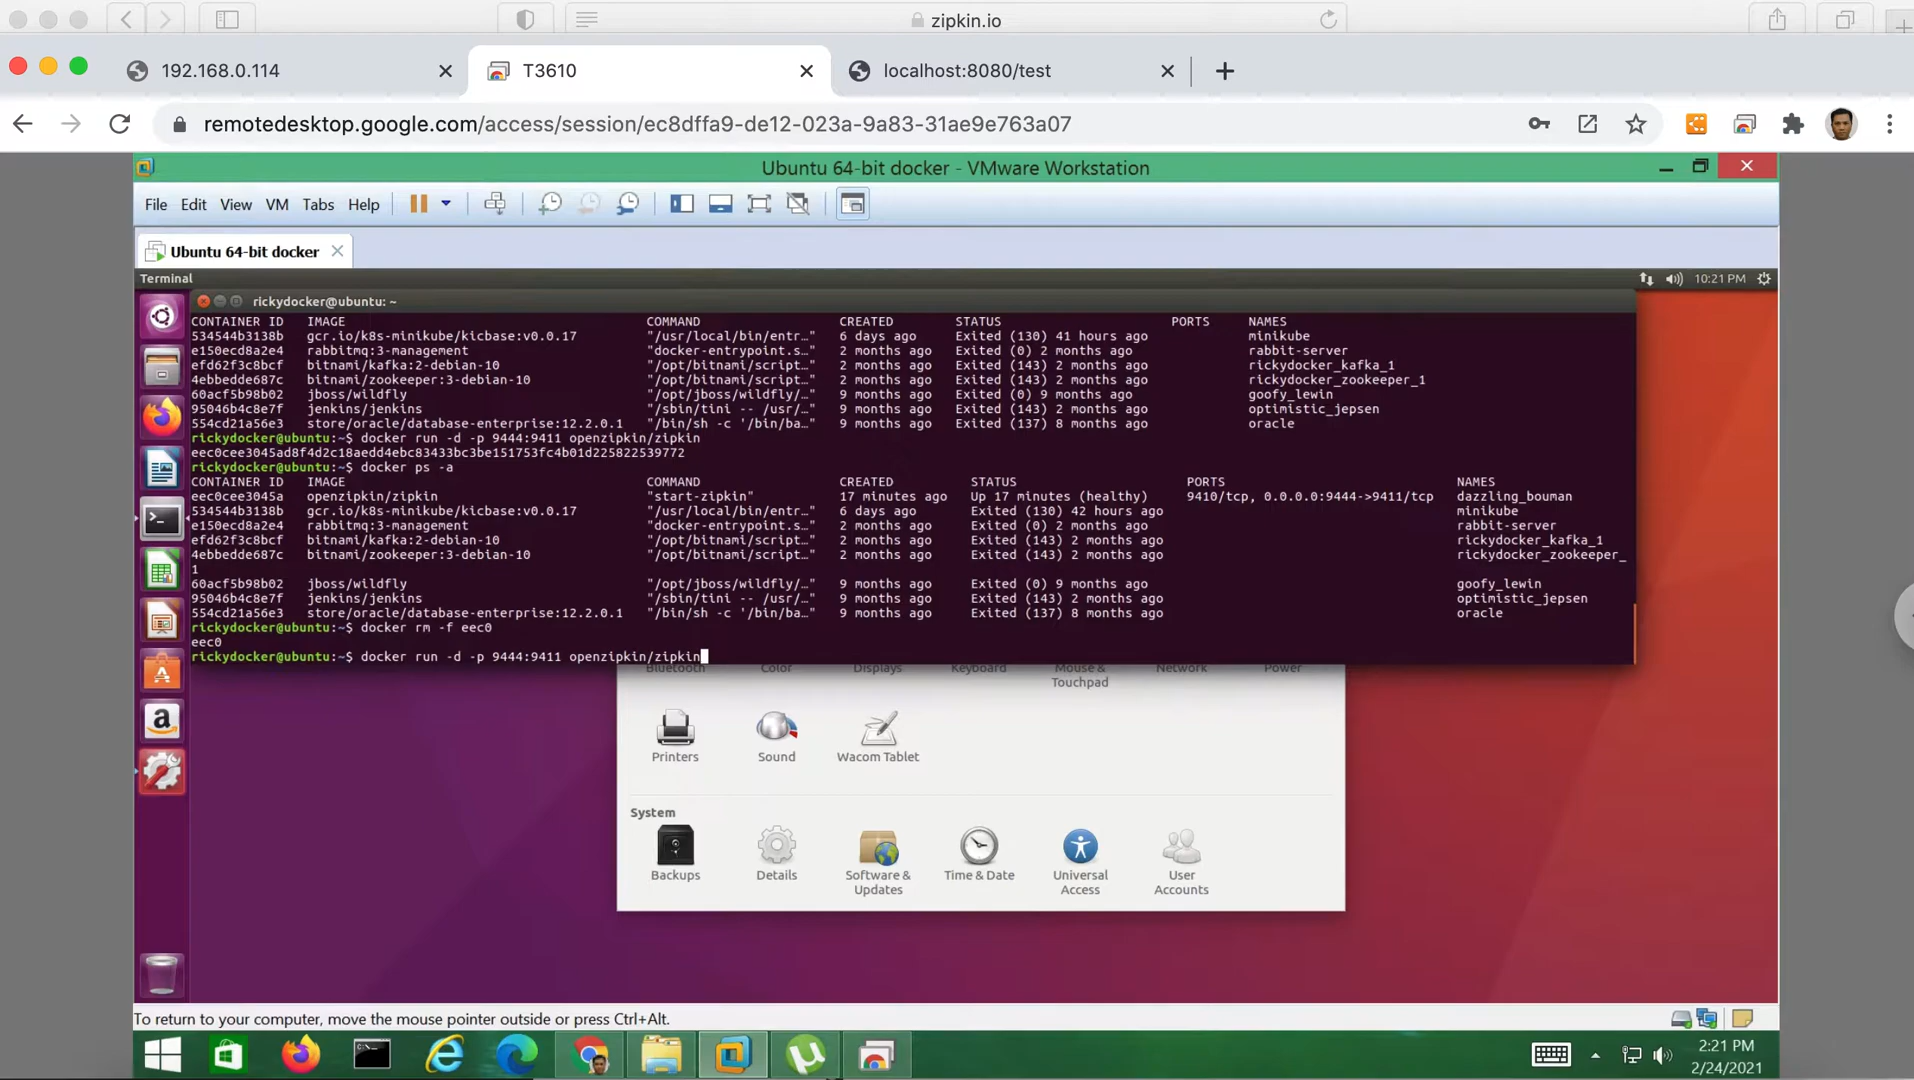 zipkin.io
192.168.0.114
T3610
localhost:8080/test
remotedesktop.google.com/access/session/ec8dffa9-de12-023a-9a83-31ae9e763a07
Ubuntu 64-bit docker - VMware Workstation
File Edit View VM Tabs Help
Ubuntu 64-bit docker
Terminal 10:21 PM
rickydocker@ubuntu: ~
CONTAINER ID IMAGE COMMAND CREATED STATUS PORTS NAMES
534544b3138b gcr.io/k8s-minikube/kicbase:v0.0.17 "/usr/local/bin/entr…" 6 days ago Exited (130) 41 hours ago minikube
e150ecd8a2e4 rabbitmq:3-management "docker-entrypoint.s…" 2 months ago Exited (0) 2 months ago rabbit-server
efd62f3c8bcf bitnami/kafka:2-debian-10 "/opt/bitnami/script…" 2 months ago Exited (143) 2 months ago rickydocker_kafka_1
4ebbedde687c bitnami/zookeeper:3-debian-10 "/opt/bitnami/script…" 2 months ago Exited (143) 2 months ago rickydocker_zookeeper_1
60acf5b98b02 jboss/wildfly "/opt/jboss/wildfly/…" 9 months ago Exited (0) 9 months ago goofy_lewin
95046b4c8e7f jenkins/jenkins "/sbin/tini -- /usr/…" 9 months ago Exited (143) 2 months ago optimistic_jepsen
554cd21a56e3 store/oracle/database-enterprise:12.2.0.1 "/bin/sh -c '/bin/ba…" 9 months ago Exited (137) 8 months ago oracle
rickydocker@ubuntu:~$ docker run -d -p 9444:9411 openzipkin/zipkin
eec0cee3045ad8f4d2c18aedd4ebc83433bc3be151753fc4b01d225822539772
rickydocker@ubuntu:~$ docker ps -a
CONTAINER ID IMAGE COMMAND CREATED STATUS PORTS NAMES
eec0cee3045a openzipkin/zipkin "start-zipkin" 17 minutes ago Up 17 minutes (healthy) 9410/tcp, 0.0.0.0:9444->9411/tcp dazzling_bouman
534544b3138b gcr.io/k8s-minikube/kicbase:v0.0.17 "/usr/local/bin/entr…" 6 days ago Exited (130) 42 hours ago minikube
e150ecd8a2e4 rabbitmq:3-management "docker-entrypoint.s…" 2 months ago Exited (0) 2 months ago rabbit-server
efd62f3c8bcf bitnami/kafka:2-debian-10 "/opt/bitnami/script…" 2 months ago Exited (143) 2 months ago rickydocker_kafka_1
4ebbedde687c bitnami/zookeeper:3-debian-10 "/opt/bitnami/script…" 2 months ago Exited (143) 2 months ago rickydocker_zookeeper_
1
60acf5b98b02 jboss/wildfly "/opt/jboss/wildfly/…" 9 months ago Exited (0) 9 months ago goofy_lewin
95046b4c8e7f jenkins/jenkins "/sbin/tini -- /usr/…" 9 months ago Exited (143) 2 months ago optimistic_jepsen
554cd21a56e3 store/oracle/database-enterprise:12.2.0.1 "/bin/sh -c '/bin/ba…" 9 months ago Exited (137) 8 months ago oracle
rickydocker@ubuntu:~$ docker rm -f eec0
eec0
rickydocker@ubuntu:~$ docker run -d -p 9444:9411 openzipkin/zipkin
Bluetooth Color Displays Keyboard Mouse & Touchpad Network Power
Printers Sound Wacom Tablet
System
Backups Details Software & Updates Time & Date Universal Access User Accounts
To return to your computer, move the mouse pointer outside or press Ctrl+Alt.
2:21 PM
2/24/2021